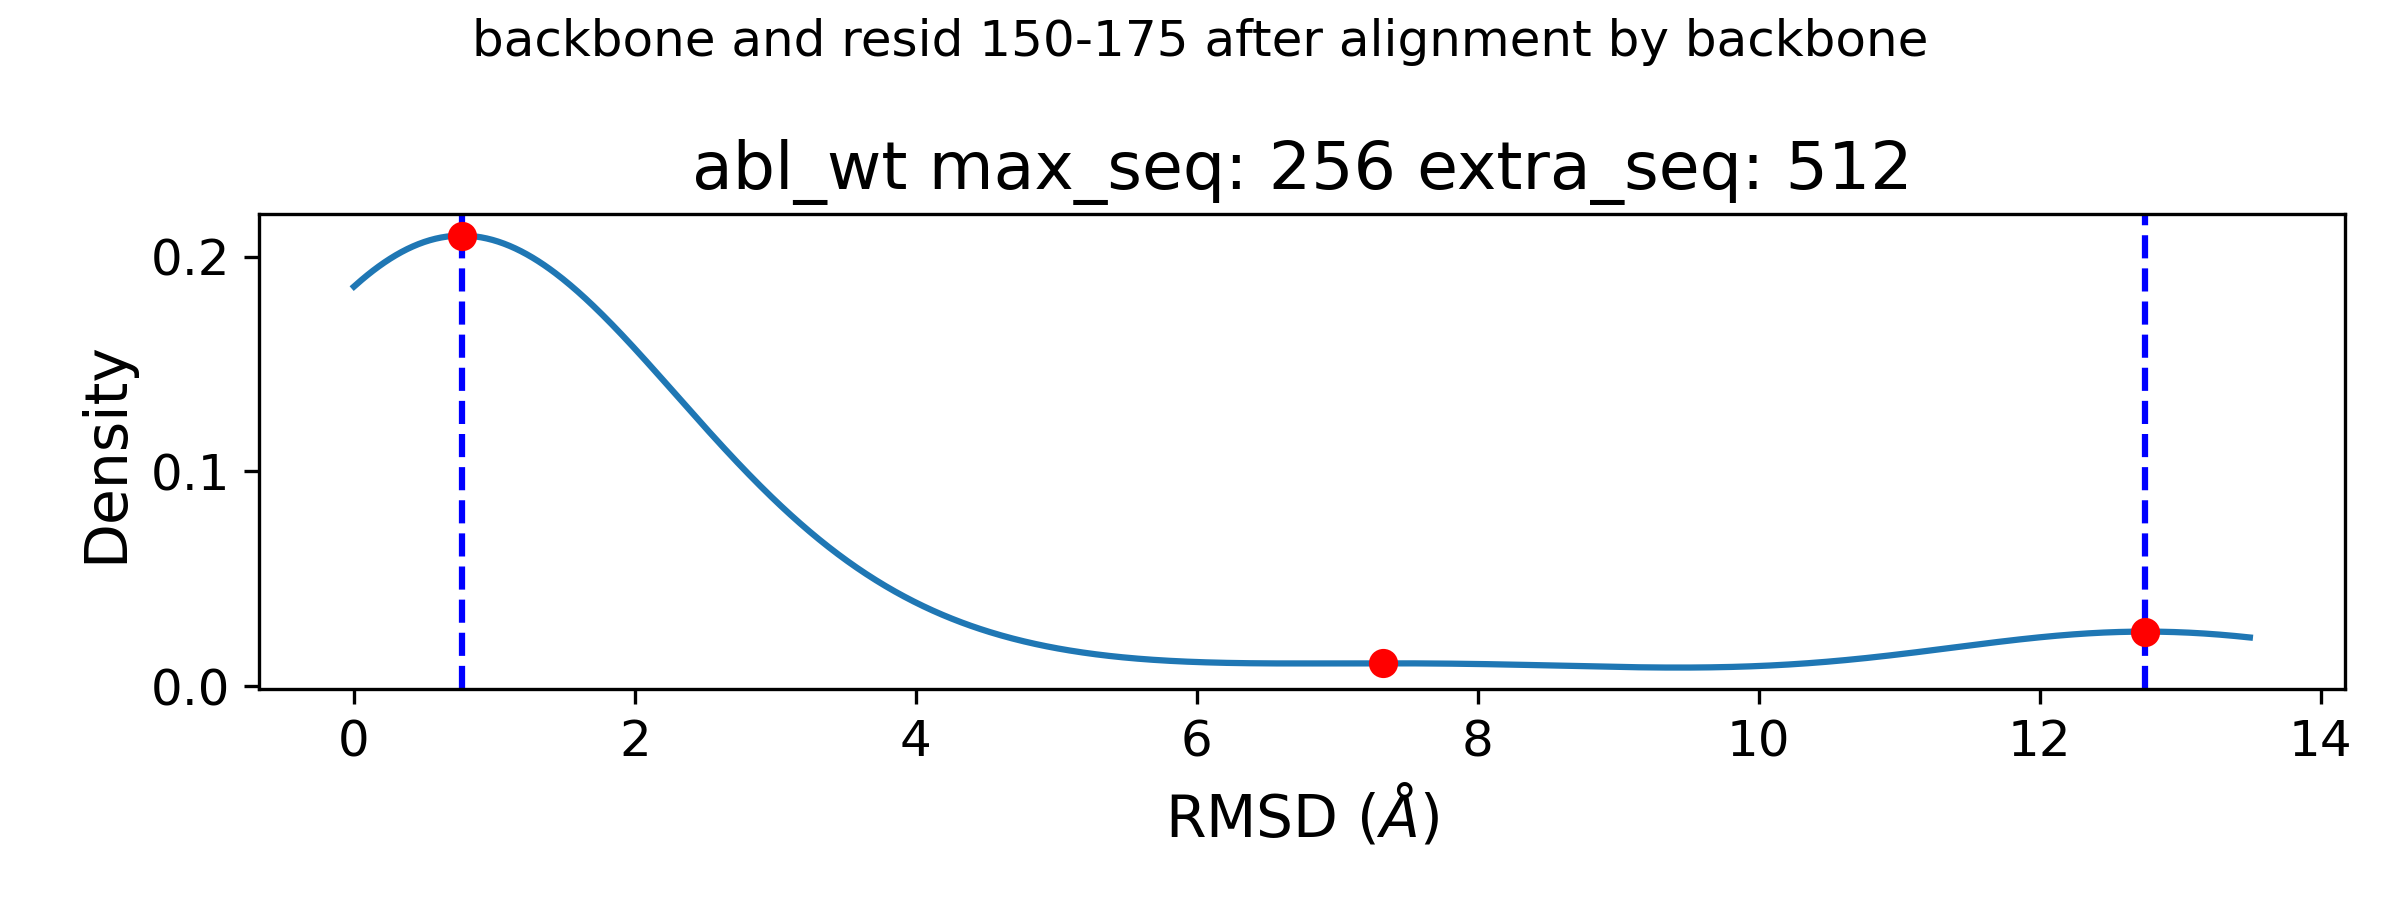 backbone and resid 150-175 after alignment by backbone
abl_wt max_seq: 256 extra_seq: 512
0.2
0.1
0.0
Density
0 2 4 6 8 10 12 14
RMSD (Å)